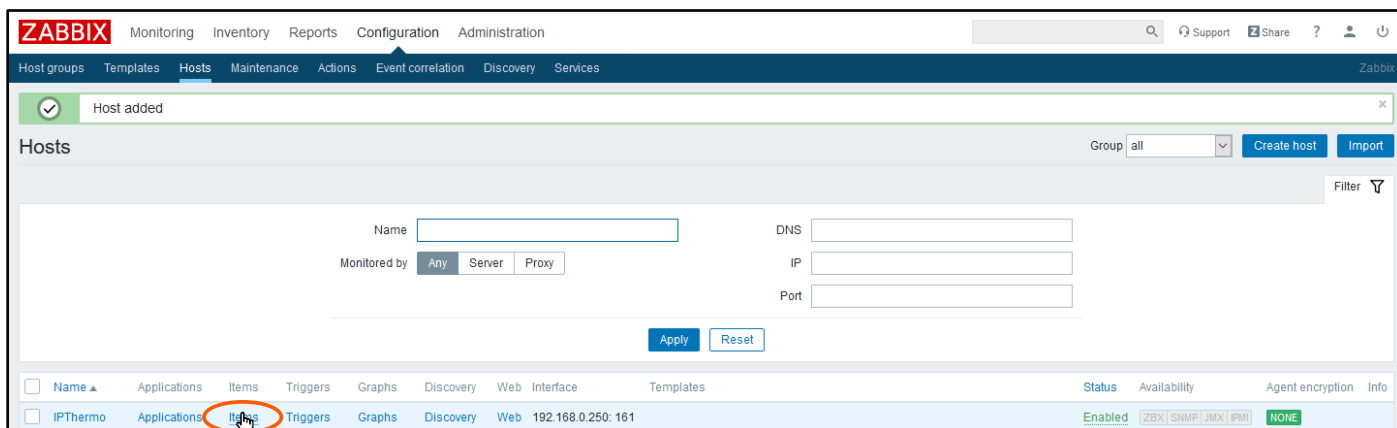 ZABBIX Monitoring Inventory Reports Configuration Administration Support Z Share ?
Host groups Templates Hosts Maintenance Actions Event correlation Discovery Services Zabbix
Host added
Hosts Group all Create host Import
Filter
Name DNS
Monitored by Any Server Proxy IP
Port
Apply Reset
Name Applications Items Triggers Graphs Discovery Web Interface Templates Status Availability Agent encryption Info
IPThermo Applications Items Triggers Graphs Discovery Web 192.168.0.250: 161 Enabled ZBX SNMP JMX IPMI NONE